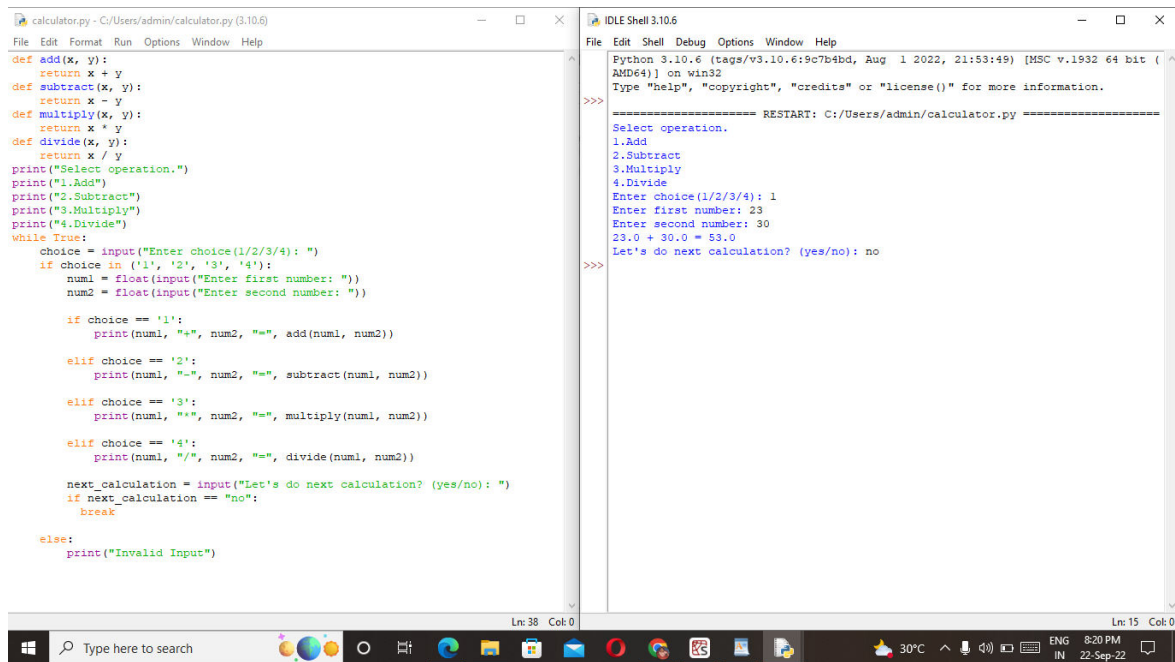 calculator.py - C:/Users/admin/calculator.py (3.10.6)
File Edit Format Run Options Window Help
def add(x, y):
    return x + y
def subtract(x, y):
    return x - y
def multiply(x, y):
    return x * y
def divide(x, y):
    return x / y
print("Select operation.")
print("1.Add")
print("2.Subtract")
print("3.Multiply")
print("4.Divide")
while True:
    choice = input("Enter choice(1/2/3/4): ")
    if choice in ('1', '2', '3', '4'):
        num1 = float(input("Enter first number: "))
        num2 = float(input("Enter second number: "))
        if choice == '1':
            print(num1, "+", num2, "=", add(num1, num2))
        elif choice == '2':
            print(num1, "-", num2, "=", subtract(num1, num2))
        elif choice == '3':
            print(num1, "*", num2, "=", multiply(num1, num2))
        elif choice == '4':
            print(num1, "/", num2, "=", divide(num1, num2))
        next_calculation = input("Let's do next calculation? (yes/no): ")
        if next_calculation == "no":
          break
    else:
        print("Invalid Input")
Ln: 38 Col: 0
IDLE Shell 3.10.6
File Edit Shell Debug Options Window Help
Python 3.10.6 (tags/v3.10.6:9c7b4bd, Aug  1 2022, 21:53:49) [MSC v.1932 64 bit (
AMD64)] on win32
Type "help", "copyright", "credits" or "license()" for more information.
>>>
===================== RESTART: C:/Users/admin/calculator.py ====================
Select operation.
1.Add
2.Subtract
3.Multiply
4.Divide
Enter choice(1/2/3/4): 1
Enter first number: 23
Enter second number: 30
23.0 + 30.0 = 53.0
Let's do next calculation? (yes/no): no
>>>
Ln: 15 Col: 0
Type here to search
30°C
ENG
IN
8:20 PM
22-Sep-22